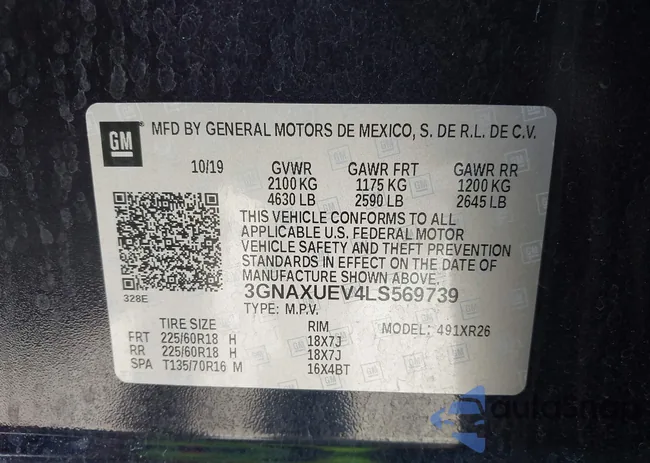 GM
MFD BY GENERAL MOTORS DE MEXICO, S. DE R.L. DE C.V.
10/19 GVWR GAWR FRT GAWR RR
2100 KG 1175 KG 1200 KG
4630 LB 2590 LB 2645 LB
THIS VEHICLE CONFORMS TO ALL
APPLICABLE U.S. FEDERAL MOTOR
VEHICLE SAFETY AND THEFT PREVENTION
STANDARDS IN EFFECT ON THE DATE OF
MANUFACTURE SHOWN ABOVE.
328E
3GNAXUEV4LS569739
TYPE: M.P.V.
TIRE SIZE RIM MODEL: 491XR26
FRT 225/60R18 H 18X7J
RR 225/60R18 H 18X7J
SPA T135/70R16 M 16X4BT